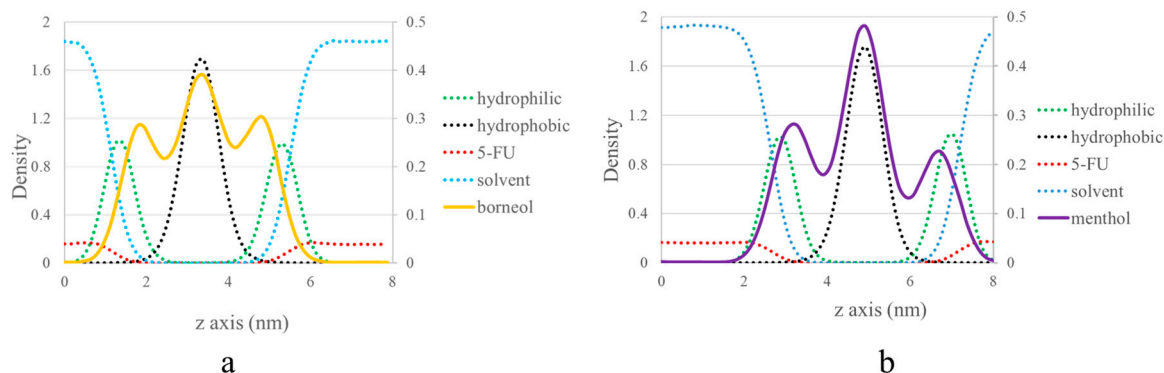 2
1.6
1.2
0.8
0.4
0
Density
0.5
0.4
0.3
0.2
0.1
0
0 2 4 6 8
z axis (nm)
hydrophilic
hydrophobic
5-FU
solvent
borneol
a
2
1.6
1.2
0.8
0.4
0
Density
0.5
0.4
0.3
0.2
0.1
0
0 2 4 6 8
z axis (nm)
hydrophilic
hydrophobic
5-FU
solvent
menthol
b